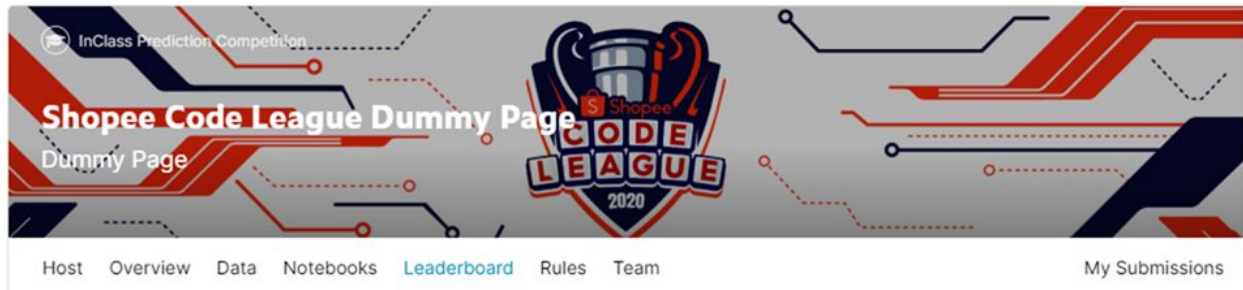 InClass Prediction Competition
Shopee Code League Dummy Page
Dummy Page
S Shopee
CODE
LEAGUE
2020
Host Overview Data Notebooks Leaderboard Rules Team My Submissions